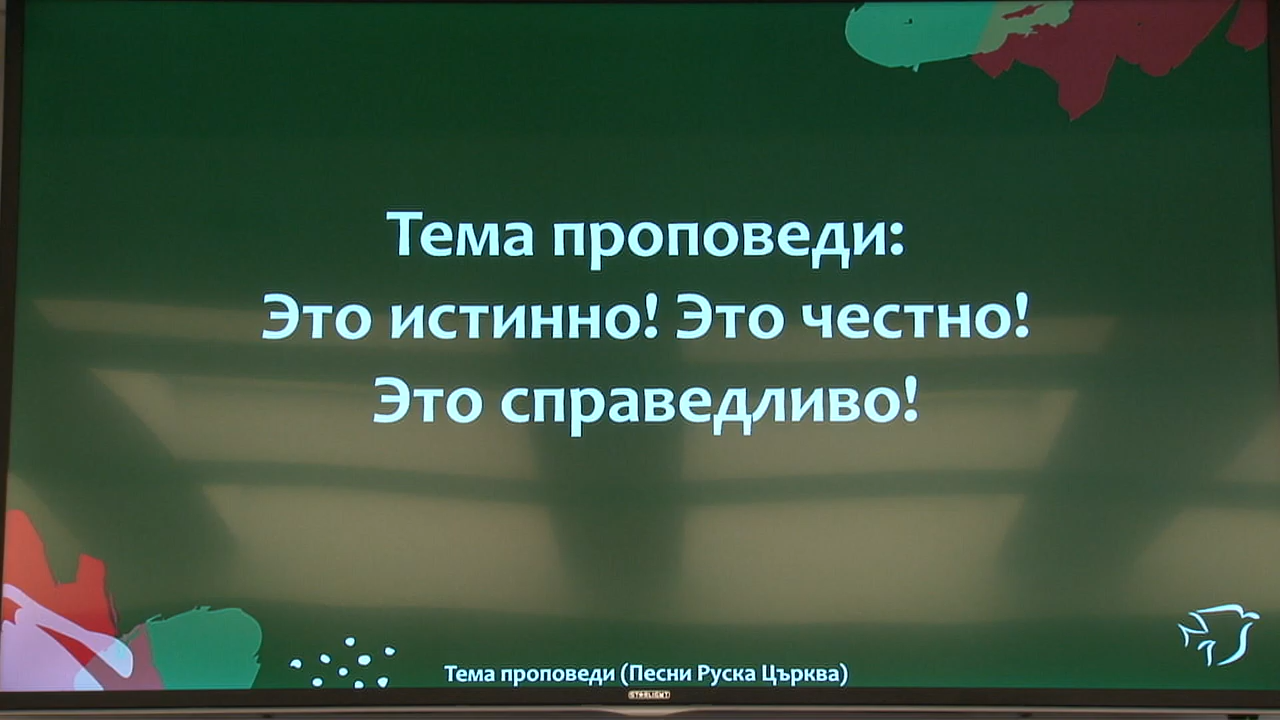 Тема проповеди:
Это истинно! Это честно!
Это справедливо!
Тема проповеди (Песни Руска Църква)
STARLIGHT